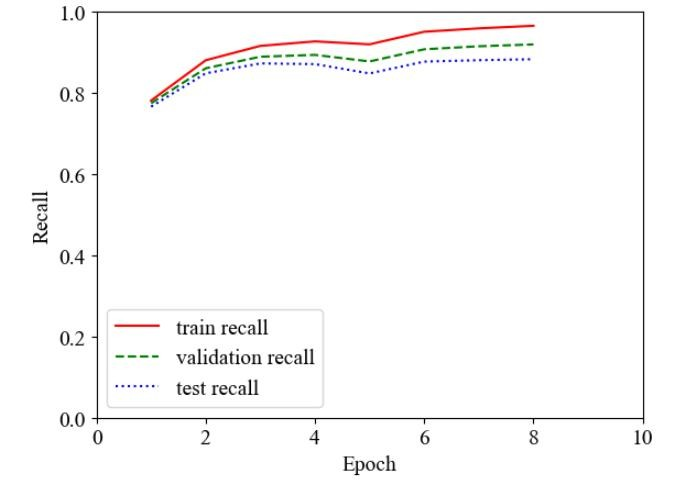 1.0
0.8
0.6
0.4
0.2
0.0
Recall
train recall
validation recall
test recall
0 2 4 6 8 10
Epoch